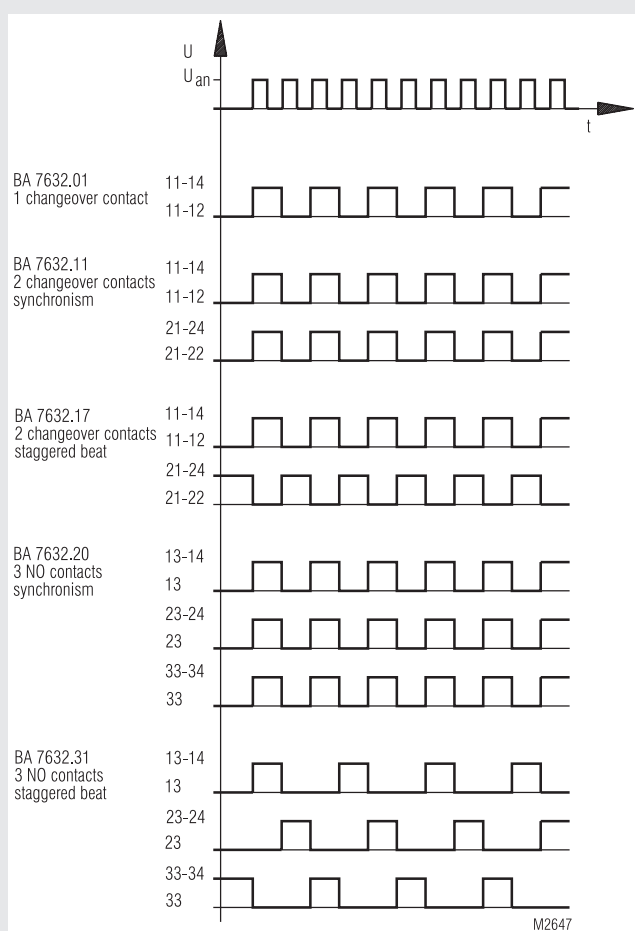 U
U an
t
BA 7632.01
1 changeover contact
11-14
11-12
BA 7632.11
2 changeover contacts
synchronism
11-14
11-12
21-24
21-22
BA 7632.17
2 changeover contacts
staggered beat
11-14
11-12
21-24
21-22
BA 7632.20
3 NO contacts
synchronism
13-14
13
23-24
23
33-34
33
BA 7632.31
3 NO contacts
staggered beat
13-14
13
23-24
23
33-34
33
M2647